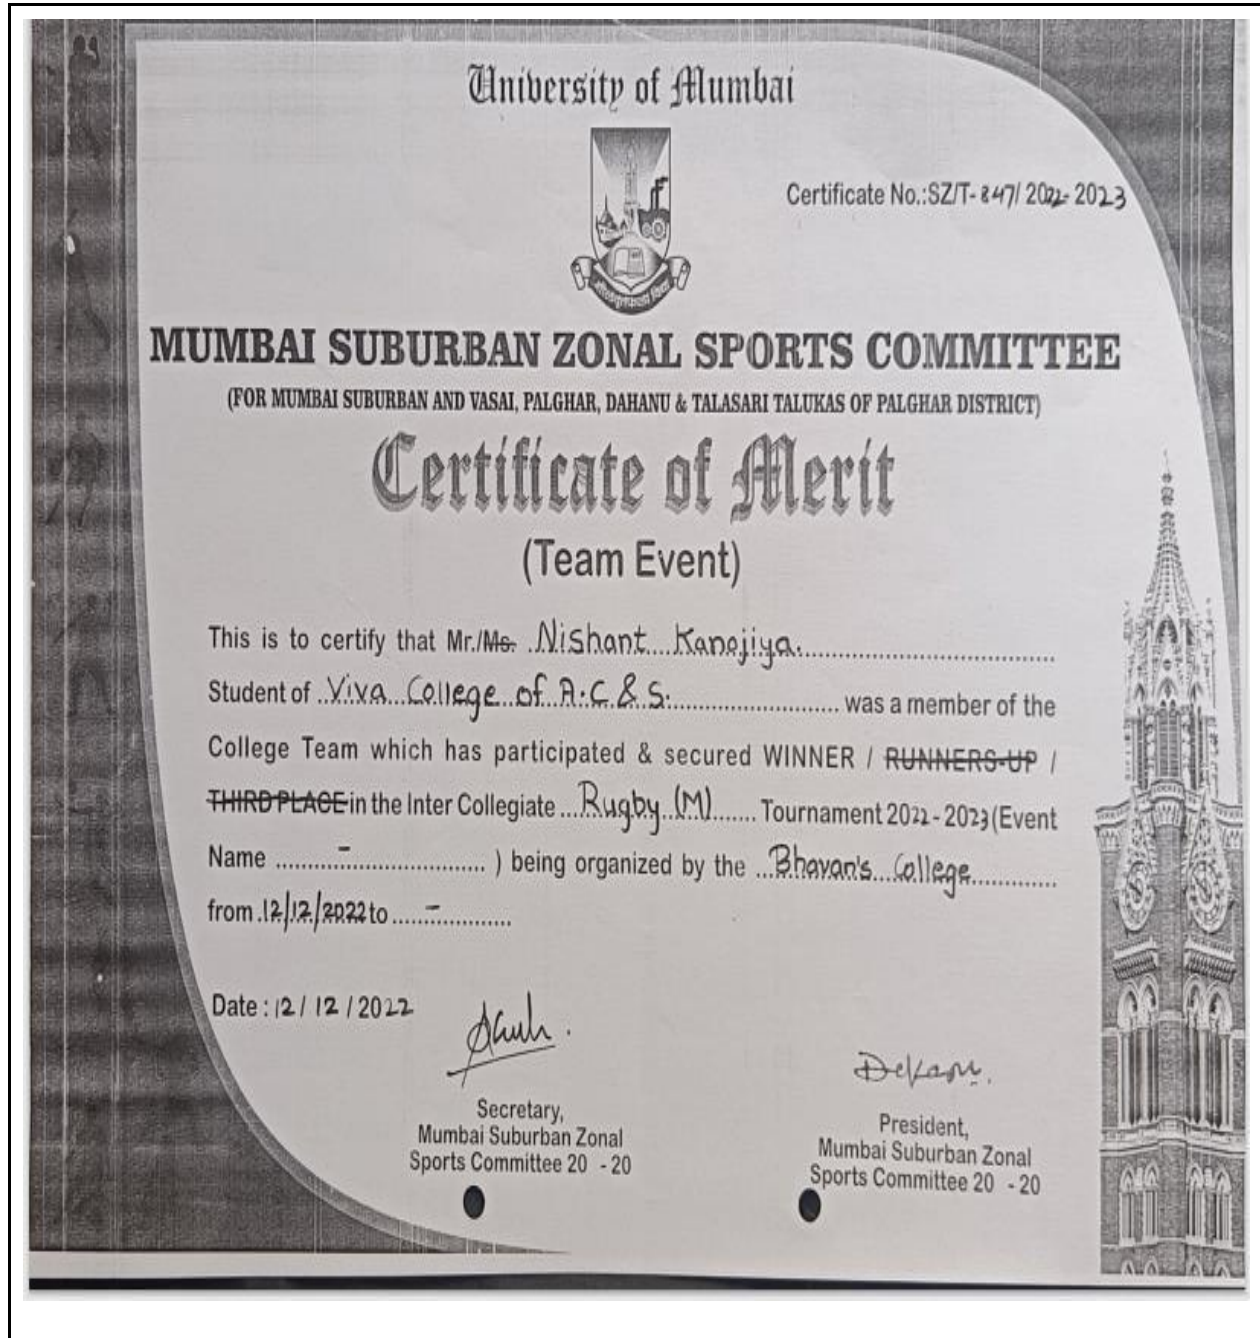 University of Mumbai
Certificate No.:SZ/T-847/2022-2023
MUMBAI SUBURBAN ZONAL SPORTS COMMITTEE
(FOR MUMBAI SUBURBAN AND VASAI, PALGHAR, DAHANU & TALASARI TALUKAS OF PALGHAR DISTRICT)
Certificate of Merit
(Team Event)
This is to certify that Mr./Ms. Nishant Kanojiya.
Student of Viva College of A.C.& S. was a member of the
College Team which has participated & secured WINNER / RUNNERS-UP /
THIRD PLACE in the Inter Collegiate Rugby (M) Tournament 2022-2023 (Event
Name - ) being organized by the Bhavan's College
from 12/12/2022 to -
Date : 12/12/2022
Secretary,
Mumbai Suburban Zonal
Sports Committee 20 - 20
President,
Mumbai Suburban Zonal
Sports Committee 20 - 20